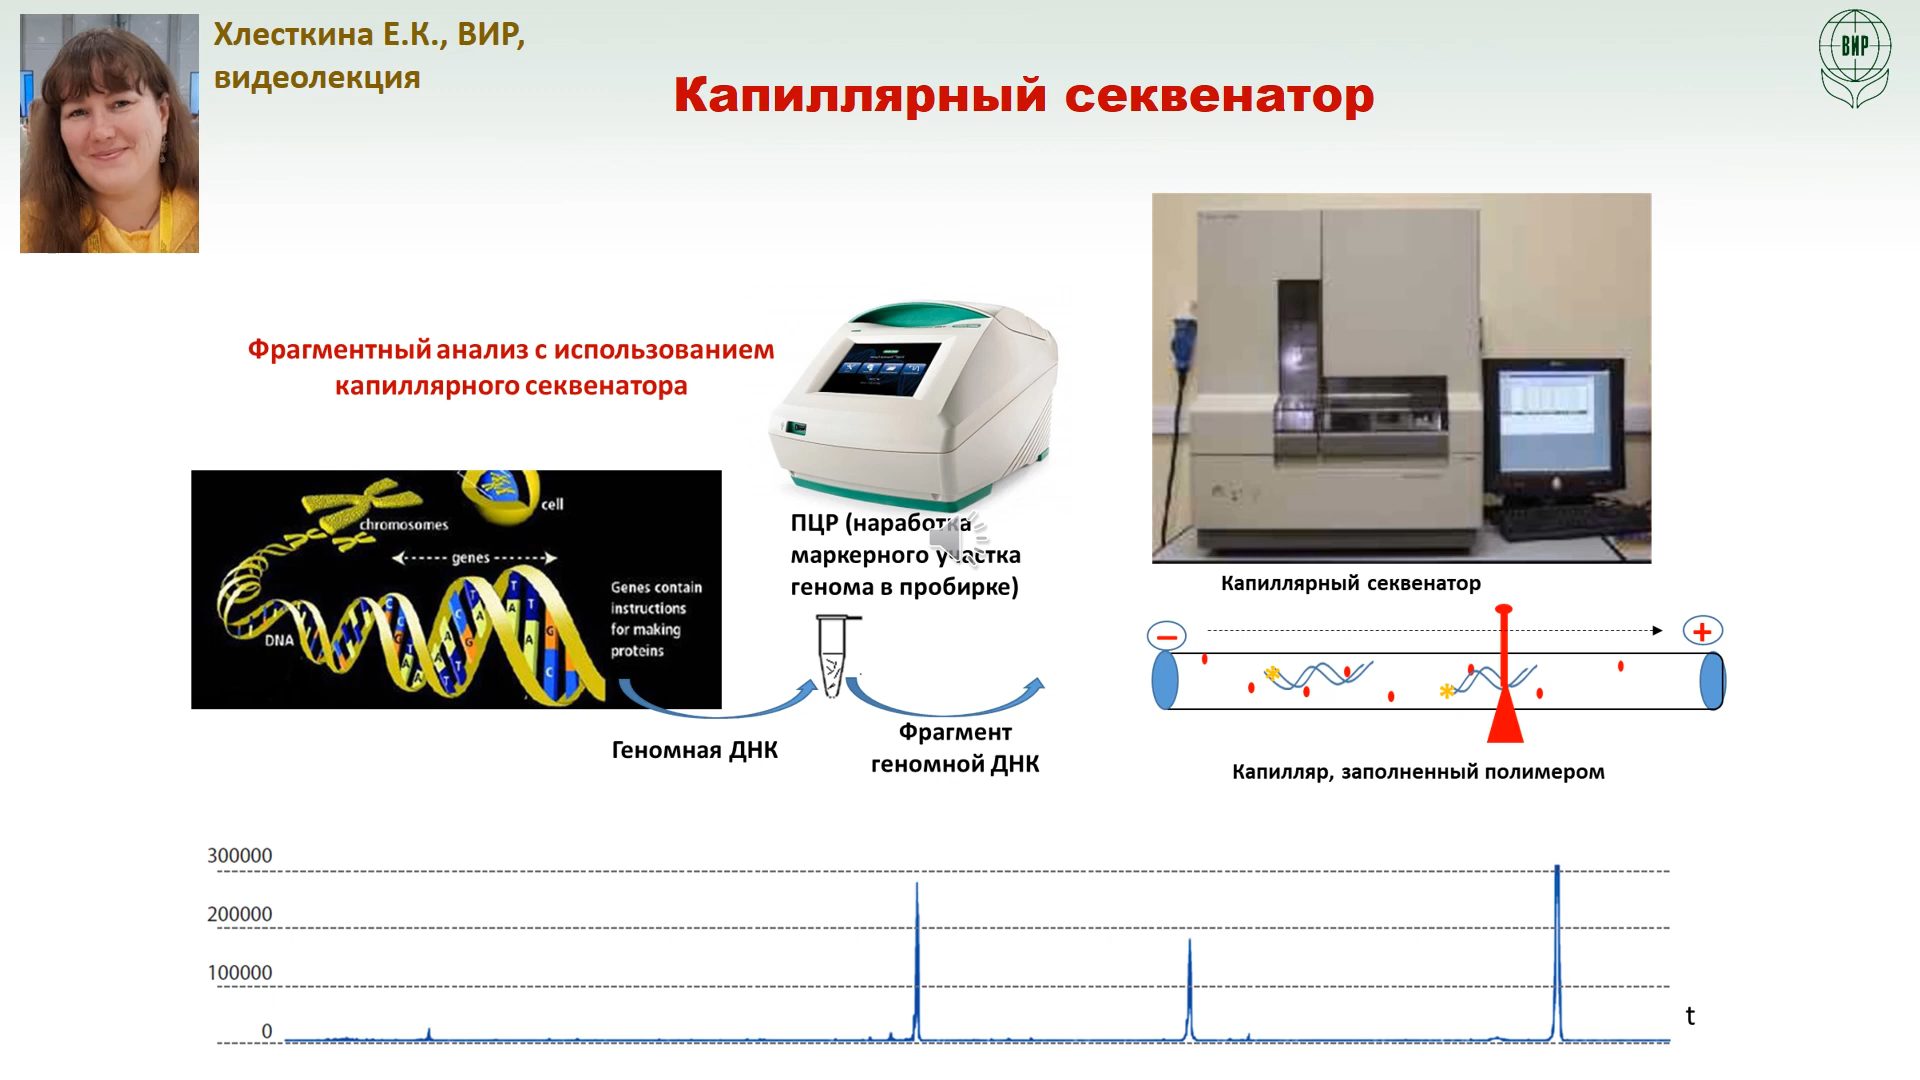 Хлесткина Е.К., ВИР,
видеолекция
Капиллярный секвенатор
ВИР
Фрагментный анализ с использованием
капиллярного секвенатора
cell
chromosomes
genes
DNA
Genes contain
instructions
for making
proteins
ПЦР (наработка
маркерного участка
генома в пробирке)
Геномная ДНК
Фрагмент
геномной ДНК
Капиллярный секвенатор
− +
Капилляр, заполненный полимером
300000
200000
100000
0
t